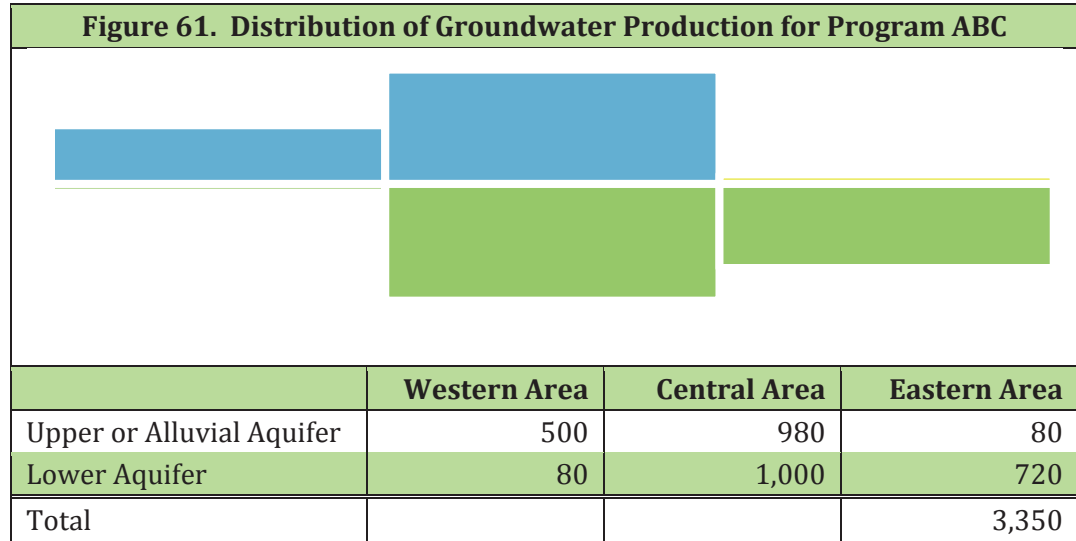 Figure 61. Distribution of Groundwater Production for Program ABC
Western Area Central Area Eastern Area
Upper or Alluvial Aquifer 500 980 80
Lower Aquifer 80 1,000 720
Total 3,350